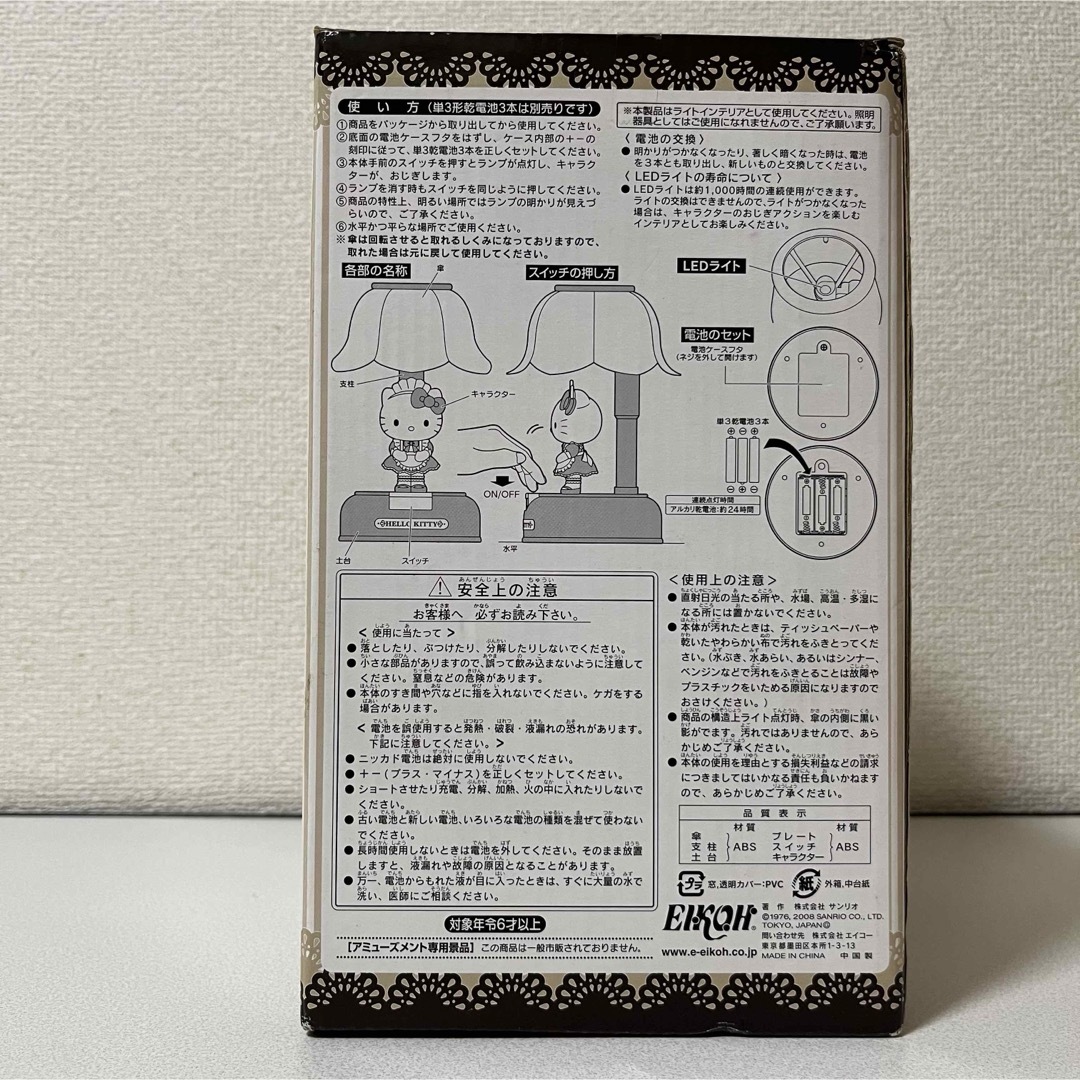 使い方(単3形乾電池3本は別売りです)
①商品をパッケージから取り出してから使用してください。
②底面の電池ケースフタをはずし、ケース内部の+−の
刻印に従って、単3乾電池3本を正しくセットしてください。
③本体手前のスイッチを押すとランプが点灯し、キャラク
ターが、おじぎします。
④ランプを消す時もスイッチを同じように押してください。
⑤商品の特性上、明るい場所ではランプの明かりが見えづ
らいので、ご了承ください。
⑥水平かつ平らな場所でご使用ください。
※傘は回転させると取れるしくみになっておりますので、
取れた場合は元に戻して使用してください。
※本製品はライトインテリアとして使用してください。照明
器具としてはご使用になれませんので、ご了承願います。
〈電池の交換〉
●明かりがつかなくなったり、著しく暗くなった時は、電池
を3本とも取り出し、新しいものと交換してください。
〈LEDライトの寿命について〉
●LEDライトは約1,000時間の連続使用ができます。
ライトの交換はできませんので、ライトがつかなくなった
場合は、キャラクターのおじぎアクションを楽しむ
インテリアとしてお楽しみください。
各部の名称
傘
支柱
キャラクター
HELLO KITTY
土台
スイッチ
スイッチの押し方
ON/OFF
水平
LEDライト
電池のセット
電池ケースフタ
(ネジを外して開けます)
単3乾電池3本
連続点灯時間
アルカリ乾電池:約24時間
安全上の注意
お客様へ 必ずお読み下さい。
<使用に当たって>
●落としたり、ぶつけたり、分解したりしないでください。
●小さな部品がありますので、誤って飲み込まないように注意して
ください。窒息などの危険があります。
●本体のすき間や穴などに指を入れないでください。ケガをする
場合があります。
<電池を誤使用すると発熱・破裂・液漏れの恐れがあります。
下記に注意してください。>
●ニッカド電池は絶対に使用しないでください。
●+−(プラス・マイナス)を正しくセットしてください。
●ショートさせたり充電、分解、加熱、火の中に入れたりしないで
ください。
●古い電池と新しい電池、いろいろな電池の種類を混ぜて使わない
でください。
●長時間使用しないときは電池を外してください。そのまま放置
しますと、液漏れや故障の原因となることがあります。
●万一、電池からもれた液が目に入ったときは、すぐに大量の水で
洗い、医師にご相談ください。
対象年令6才以上
【アミューズメント専用景品】この商品は一般市販されておりません。
<使用上の注意>
●直射日光の当たる所や、水場、高温・多湿に
なる所には置かないでください。
●本体が汚れたときは、ティッシュペーパーや
乾いたやわらかい布で汚れをふきとってくだ
さい。(水ぶき、水あらい、あるいはシンナー、
ベンジンなどで汚れをふきとることは故障や
プラスチックをいためる原因になりますので
おさけください。)
●商品の構造上ライト点灯時、傘の内側に黒い
影がでます。汚れではありませんので、あら
かじめご了承ください。
●本体の使用を理由とする損失利益などの請求
につきましてはいかなる責任も負いかねます
ので、あらかじめご了承ください。
品質表示
材質 材質
傘 プレート
支柱 ABS スイッチ ABS
土台 キャラクター
プラ 窓,透明カバー:PVC 紙 外箱,中台紙
EIKOH®
www.e-eikoh.co.jp
著作 株式会社 サンリオ
©1976, 2008 SANRIO CO., LTD.
TOKYO, JAPAN Ⓗ
問い合わせ先 株式会社 エイコー
東京都墨田区本所1-3-13
MADE IN CHINA 中国製